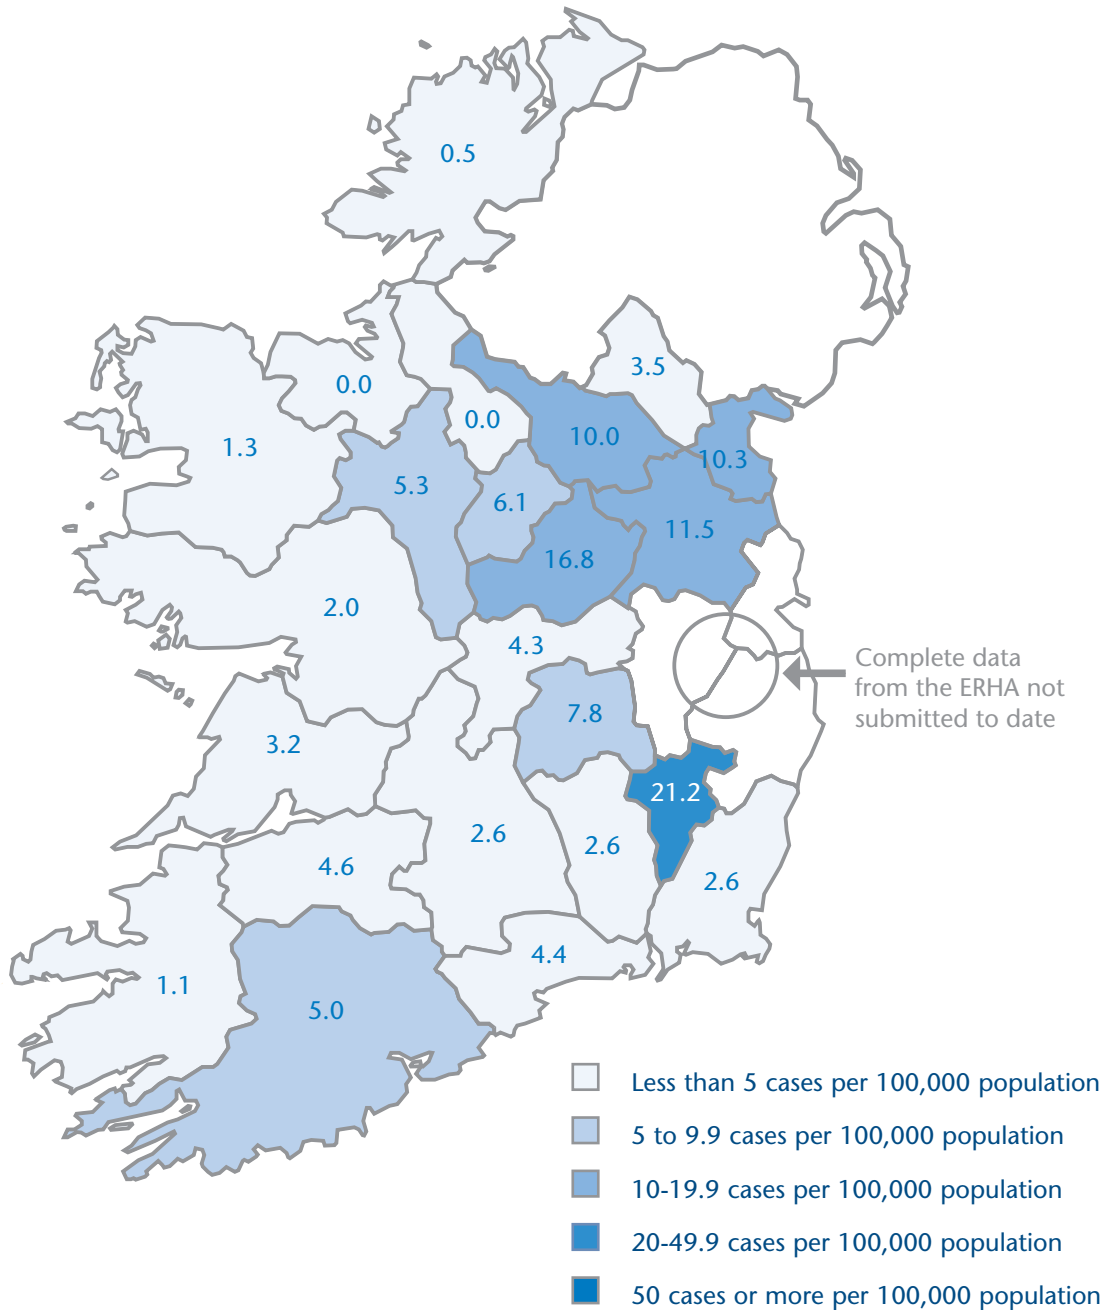 0.5
3.5
0.0
0.0
10.0
1.3
10.3
5.3
6.1
11.5
16.8
2.0
4.3
Complete data
from the ERHA not
submitted to date
7.8
3.2
21.2
2.6
2.6
4.6
2.6
4.4
1.1
5.0
Less than 5 cases per 100,000 population
5 to 9.9 cases per 100,000 population
10-19.9 cases per 100,000 population
20-49.9 cases per 100,000 population
50 cases or more per 100,000 population